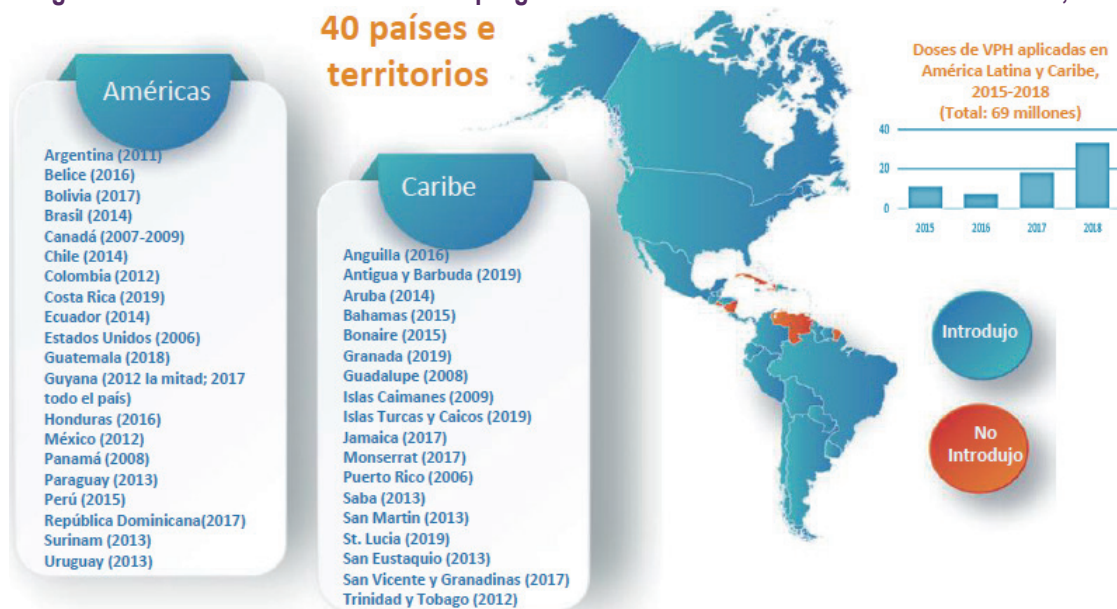 40 países e
territorios
Américas
Argentina (2011)
Belice (2016)
Bolivia (2017)
Brasil (2014)
Canadá (2007-2009)
Chile (2014)
Colombia (2012)
Costa Rica (2019)
Ecuador (2014)
Estados Unidos (2006)
Guatemala (2018)
Guyana (2012 la mitad; 2017
todo el país)
Honduras (2016)
México (2012)
Panamá (2008)
Paraguay (2013)
Perú (2015)
República Dominicana(2017)
Surinam (2013)
Uruguay (2013)
Caribe
Anguilla (2016)
Antigua y Barbuda (2019)
Aruba (2014)
Bahamas (2015)
Bonaire (2015)
Granada (2019)
Guadalupe (2008)
Islas Caimanes (2009)
Islas Turcas y Caicos (2019)
Jamaica (2017)
Monserrat (2017)
Puerto Rico (2006)
Saba (2013)
San Martin (2013)
St. Lucia (2019)
San Eustaquio (2013)
San Vicente y Granadinas (2017)
Trinidad y Tobago (2012)
Doses de VPH aplicadas en
América Latina y Caribe,
2015-2018
(Total: 69 millones)
40
20
0
2015 2016 2017 2018
Introdujo
No
Introdujo